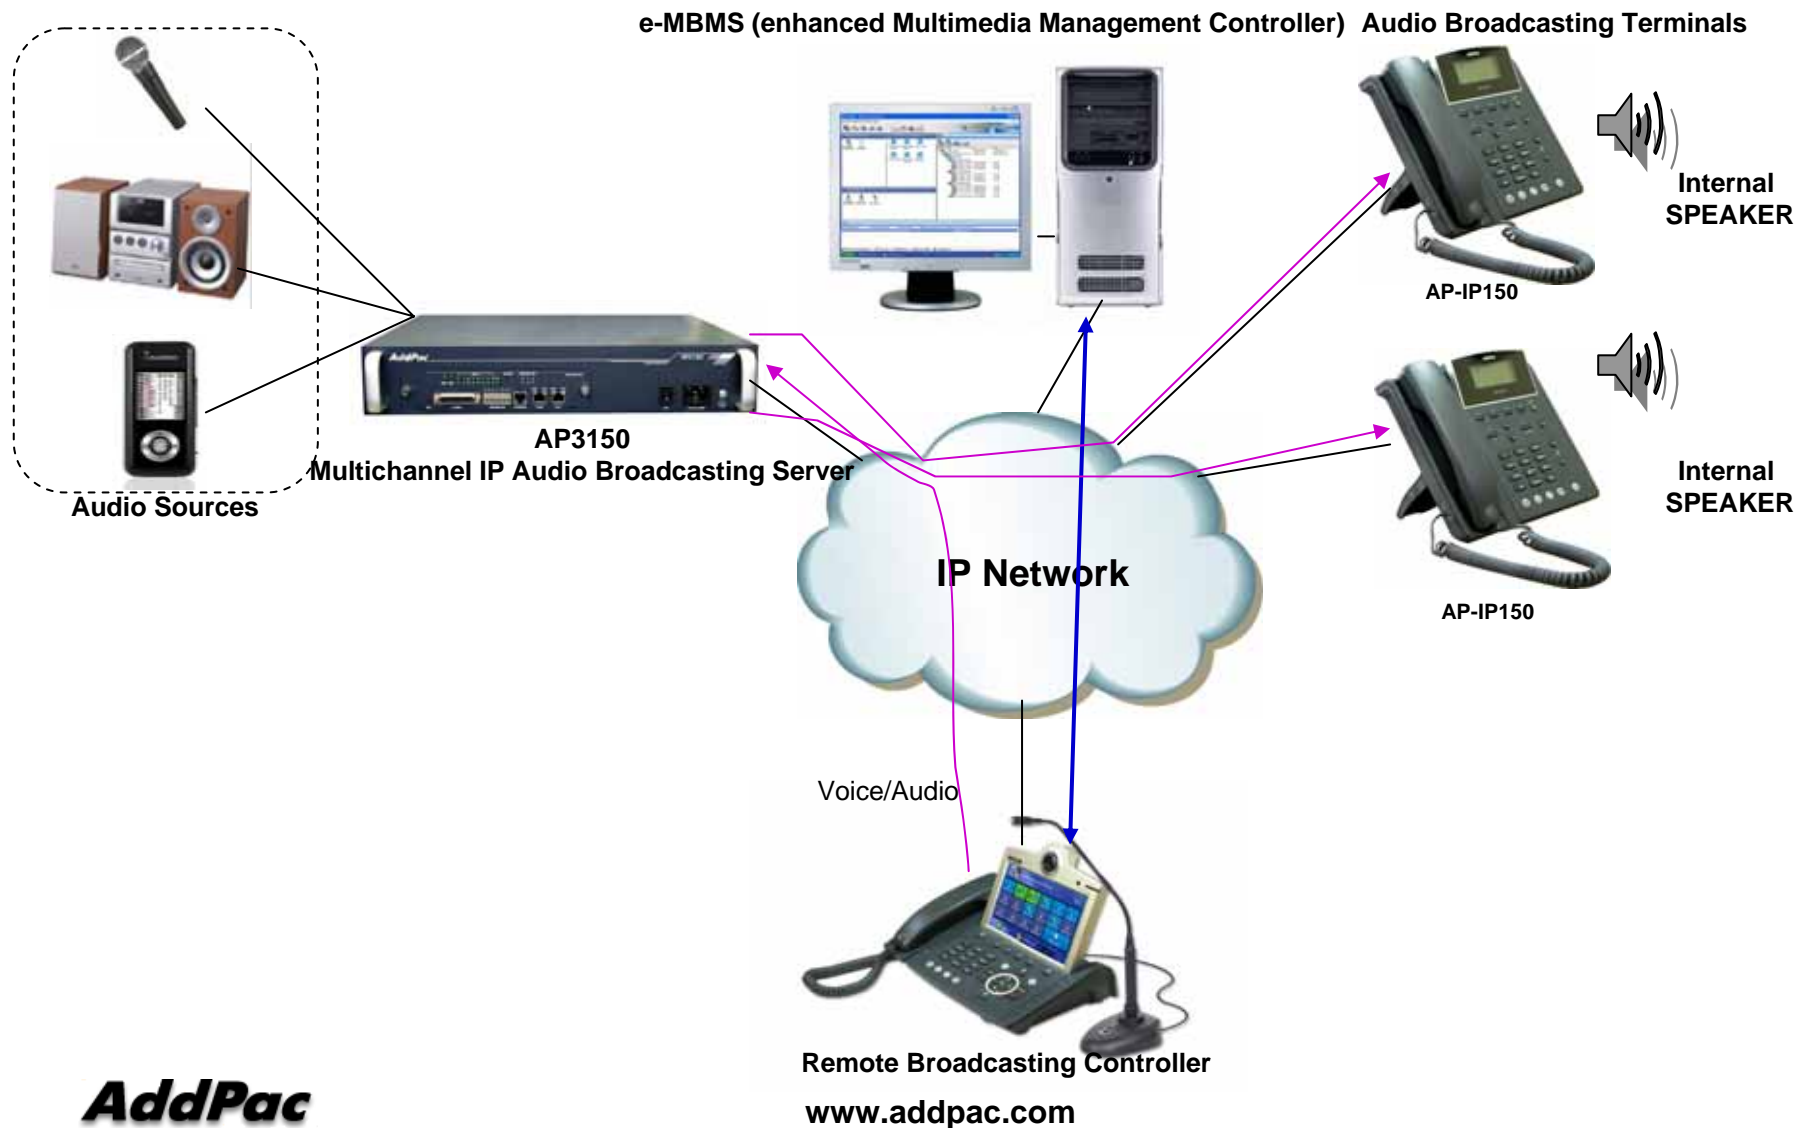 e-MBMS (enhanced Multimedia Management Controller)
Audio Broadcasting Terminals
Internal
SPEAKER
AP-IP150
AddPac
AP3150
Multichannel IP Audio Broadcasting Server
Audio Sources
Internal
SPEAKER
IP Network
AP-IP150
Voice/Audio
Remote Broadcasting Controller
AddPac
www.addpac.com